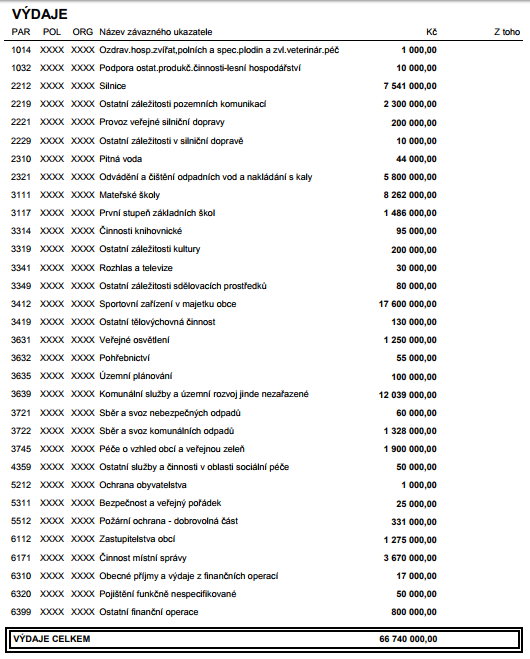 VÝDAJE
PAR POL ORG Název závazného ukazatele Kč Z toho
1014 XXXX XXXX Ozdrav.hosp.zvířat,polních a spec.plodin a zvl.veterinár.péč 1 000,00
1032 XXXX XXXX Podpora ostat.produkč.činnosti-lesní hospodářství 10 000,00
2212 XXXX XXXX Silnice 7 541 000,00
2219 XXXX XXXX Ostatní záležitosti pozemních komunikací 2 300 000,00
2221 XXXX XXXX Provoz veřejné silniční dopravy 200 000,00
2229 XXXX XXXX Ostatní záležitosti v silniční dopravě 10 000,00
2310 XXXX XXXX Pitná voda 44 000,00
2321 XXXX XXXX Odvádění a čištění odpadních vod a nakládání s kaly 5 800 000,00
3111 XXXX XXXX Mateřské školy 8 262 000,00
3117 XXXX XXXX První stupeň základních škol 1 486 000,00
3314 XXXX XXXX Činnosti knihovnické 95 000,00
3319 XXXX XXXX Ostatní záležitosti kultury 200 000,00
3341 XXXX XXXX Rozhlas a televize 30 000,00
3349 XXXX XXXX Ostatní záležitosti sdělovacích prostředků 80 000,00
3412 XXXX XXXX Sportovní zařízení v majetku obce 17 600 000,00
3419 XXXX XXXX Ostatní tělovýchovná činnost 130 000,00
3631 XXXX XXXX Veřejné osvětlení 1 250 000,00
3632 XXXX XXXX Pohřebnictví 55 000,00
3635 XXXX XXXX Územní plánování 100 000,00
3639 XXXX XXXX Komunální služby a územní rozvoj jinde nezařazené 12 039 000,00
3721 XXXX XXXX Sběr a svoz nebezpečných odpadů 60 000,00
3722 XXXX XXXX Sběr a svoz komunálních odpadů 1 328 000,00
3745 XXXX XXXX Péče o vzhled obcí a veřejnou zeleň 1 900 000,00
4359 XXXX XXXX Ostatní služby a činnosti v oblasti sociální péče 50 000,00
5212 XXXX XXXX Ochrana obyvatelstva 1 000,00
5311 XXXX XXXX Bezpečnost a veřejný pořádek 25 000,00
5512 XXXX XXXX Požární ochrana - dobrovolná část 331 000,00
6112 XXXX XXXX Zastupitelstva obcí 1 275 000,00
6171 XXXX XXXX Činnost místní správy 3 670 000,00
6310 XXXX XXXX Obecné příjmy a výdaje z finančních operací 17 000,00
6320 XXXX XXXX Pojištění funkčně nespecifikované 50 000,00
6399 XXXX XXXX Ostatní finanční operace 800 000,00
VÝDAJE CELKEM 66 740 000,00